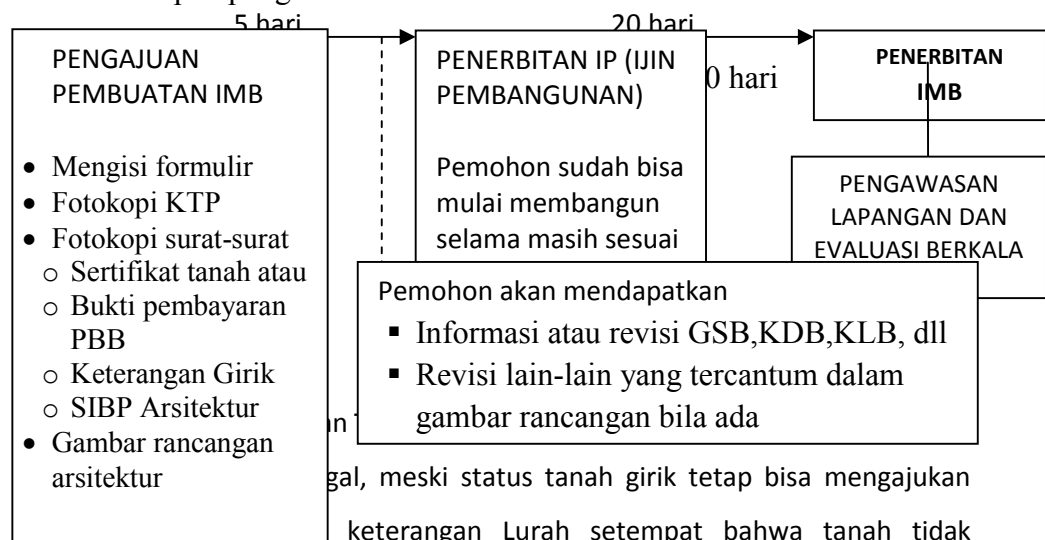 5 hari
20 hari
PENGAJUAN
PEMBUATAN IMB
• Mengisi formulir
• Fotokopi KTP
• Fotokopi surat-surat
o Sertifikat tanah atau
o Bukti pembayaran
PBB
o Keterangan Girik
o SIBP Arsitektur
• Gambar rancangan
arsitektur
PENERBITAN IP (IJIN
PEMBANGUNAN)
Pemohon sudah bisa
mulai membangun
selama masih sesuai
0 hari
PENERBITAN
IMB
PENGAWASAN
LAPANGAN DAN
EVALUASI BERKALA
Pemohon akan mendapatkan
▪ Informasi atau revisi GSB,KDB,KLB, dll
▪ Revisi lain-lain yang tercantum dalam
gambar rancangan bila ada
gal, meski status tanah girik tetap bisa mengajukan
keterangan Lurah setempat bahwa tanah tidak